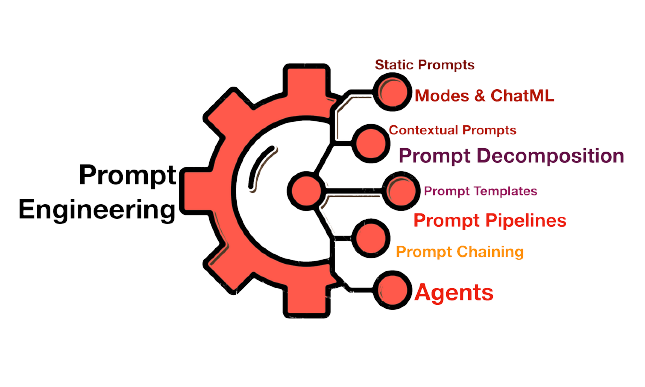 Prompt
Engineering
Static Prompts
Modes & ChatML
Contextual Prompts
Prompt Decomposition
Prompt Templates
Prompt Pipelines
Prompt Chaining
Agents